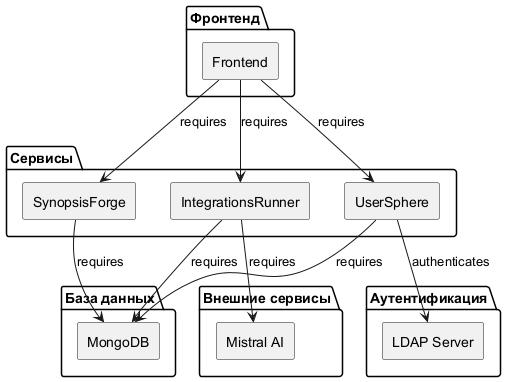 Фронтенд
Frontend
requires
requires
requires
Сервисы
SynopsisForge
IntegrationsRunner
UserSphere
requires
requires
requires
requires
authenticates
База данных
Внешние сервисы
Аутентификация
MongoDB
Mistral AI
LDAP Server